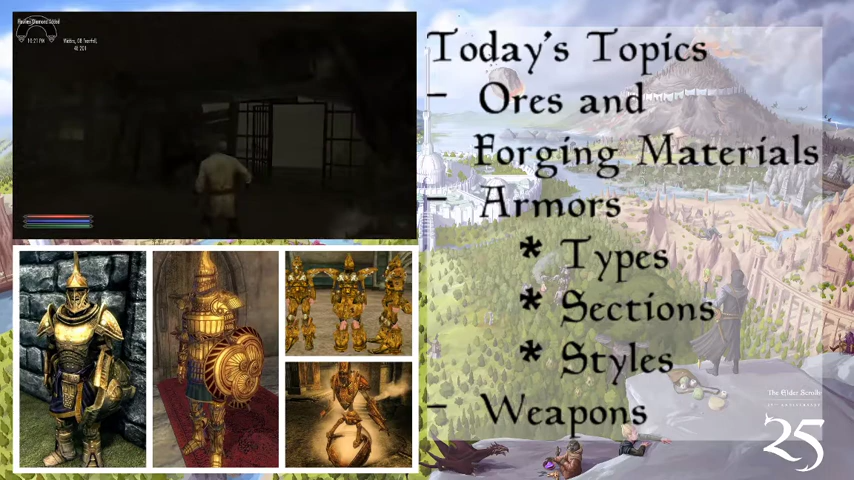 Today's Topics
- Ores and
Forging Materials
- Armors
* Types
* Sections
* Styles
- Weapons
The Elder Scrolls
25